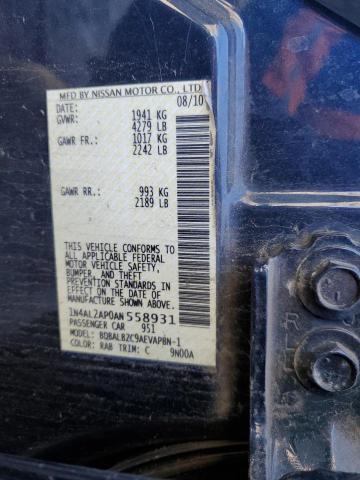 MFD BY NISSAN MOTOR CO., LTD
DATE: 08/10
GVWR: 1941 KG
4279 LB
GAWR FR.: 1017 KG
2242 LB
GAWR RR.: 993 KG
2189 LB
THIS VEHICLE CONFORMS TO
ALL APPLICABLE FEDERAL
MOTOR VEHICLE SAFETY,
BUMPER, AND THEFT
PREVENTION STANDARDS
IN EFFECT ON THE DATE OF
MANUFACTURE SHOWN ABOVE.
1N4AL2AP0AN558931
PASSENGER CAR 951
MODEL: BDBALBZC9AEVAPBN-1
COLOR: RAB TRIM: C 9N00A